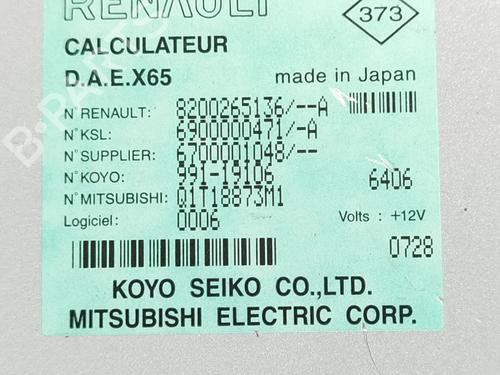 RENAULT
373
CALCULATEUR
D.A.E.X65
made in Japan
N° RENAULT: 8200265136/--A
N° KSL: 6900000471/-A
N° SUPPLIER: 6700001048/--
N° KOYO: 991-19106 6406
N° MITSUBISHI: Q1T18873M1
Logiciel: 0006 Volts : +12V
0728
KOYO SEIKO CO.,LTD.
MITSUBISHI ELECTRIC CORP.
B-PARTS